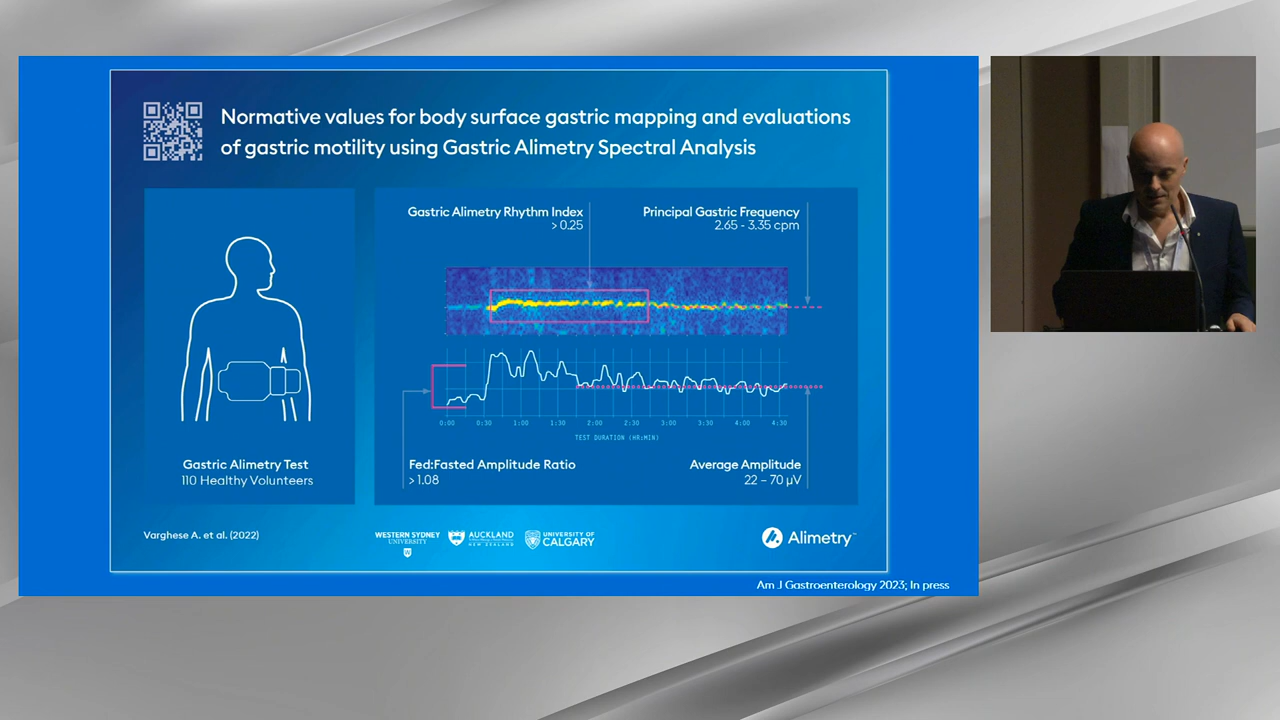 Normative values for body surface gastric mapping and evaluations
of gastric motility using Gastric Alimetry Spectral Analysis
Gastric Alimetry Rhythm Index
> 0.25
Principal Gastric Frequency
2.65 - 3.35 cpm
0:00 0:30 1:00 1:30 2:00 2:30 3:00 3:30 4:00 4:30
TEST DURATION (HR:MIN)
Gastric Alimetry Test
110 Healthy Volunteers
Fed:Fasted Amplitude Ratio
> 1.08
Average Amplitude
22 – 70 µV
Varghese A. et al. (2022)
WESTERN SYDNEY
UNIVERSITY
W
AUCKLAND
NEW ZEALAND
UNIVERSITY OF
CALGARY
Alimetry™
Am J Gastroenterology 2023; In press